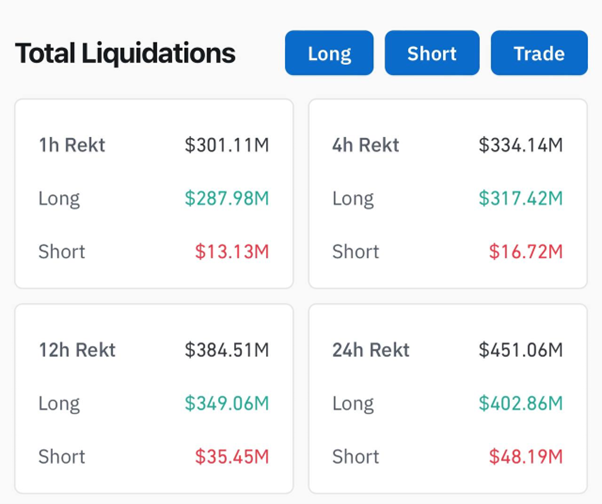 Total Liquidations Long Short Trade
1h Rekt $301.11M
Long $287.98M
Short $13.13M
4h Rekt $334.14M
Long $317.42M
Short $16.72M
12h Rekt $384.51M
Long $349.06M
Short $35.45M
24h Rekt $451.06M
Long $402.86M
Short $48.19M